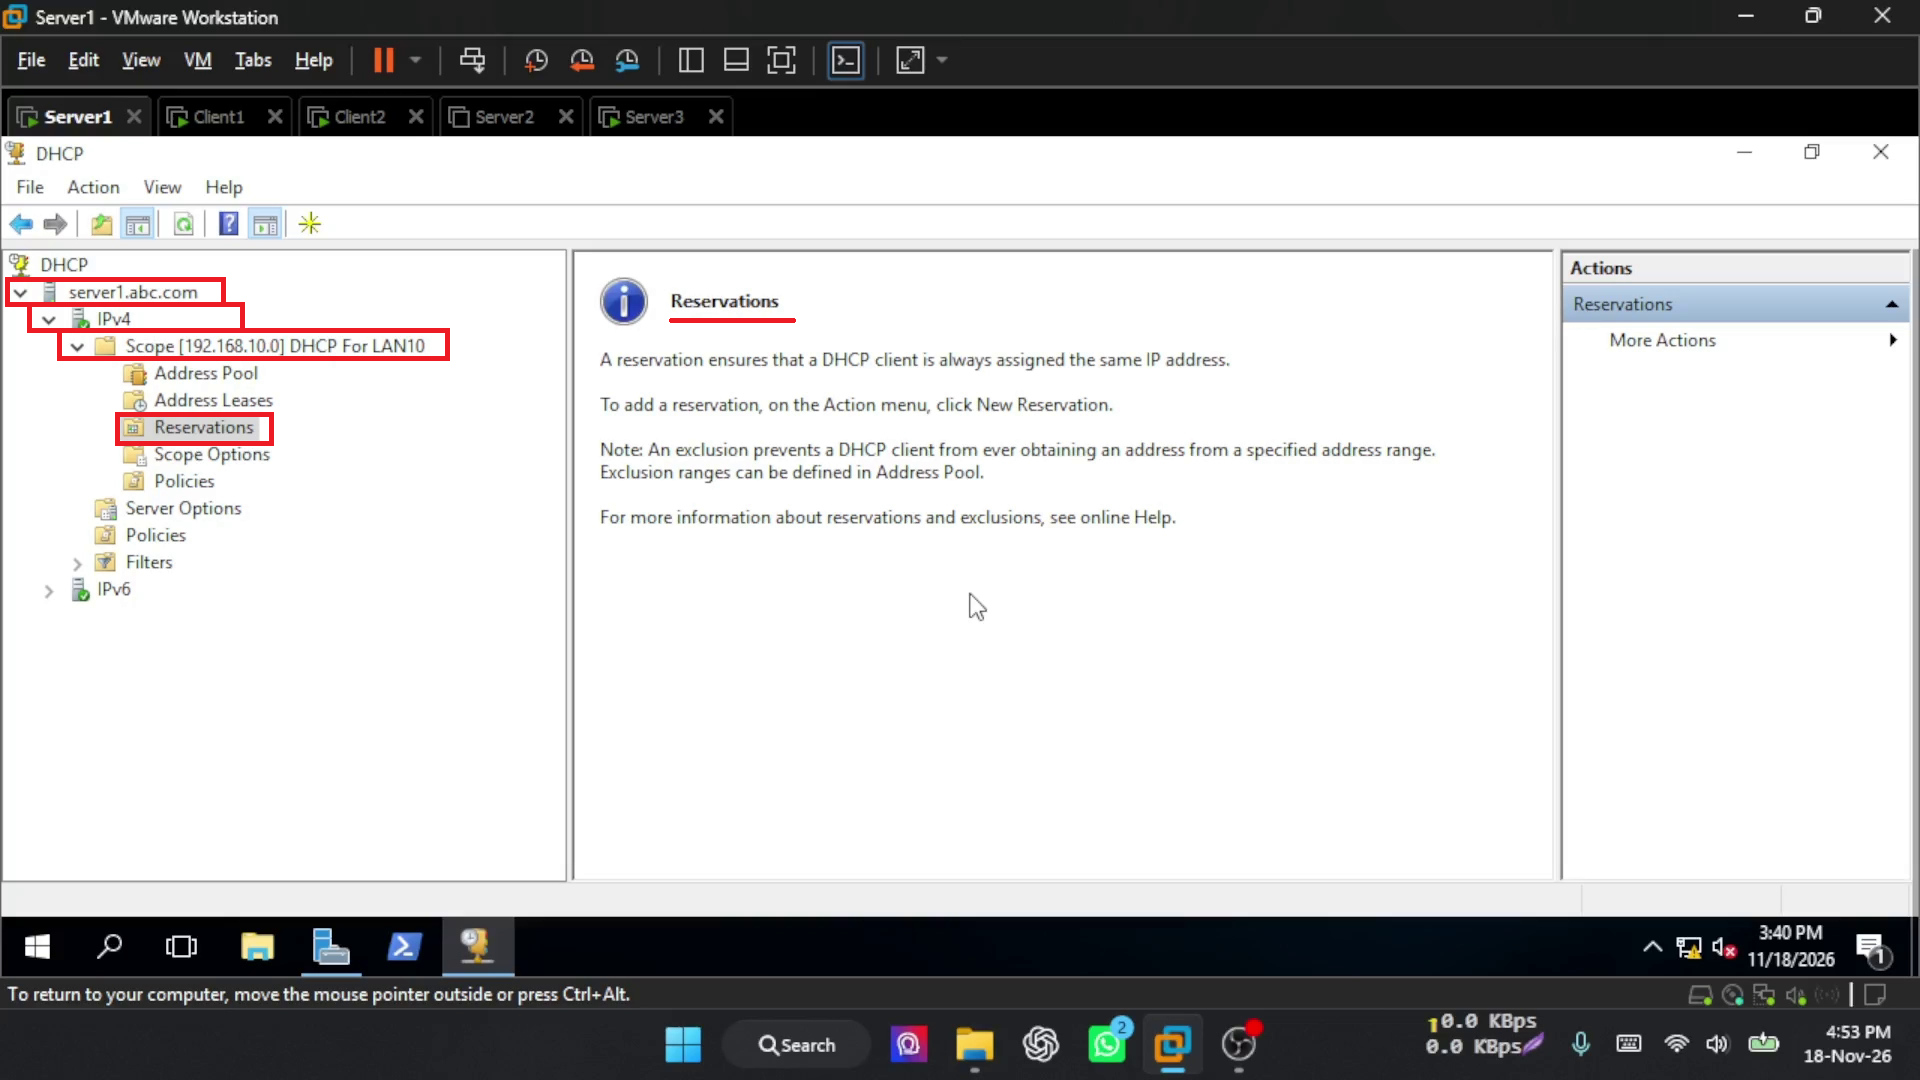 Server1 - VMware Workstation
File Edit View VM Tabs Help
Server1 Client1 Client2 Server2 Server3
DHCP
File Action View Help
DHCP
server1.abc.com
IPv4
Scope [192.168.10.0] DHCP For LAN10
Address Pool
Address Leases
Reservations
Scope Options
Policies
Server Options
Policies
Filters
IPv6
Reservations
A reservation ensures that a DHCP client is always assigned the same IP address.
To add a reservation, on the Action menu, click New Reservation.
Note: An exclusion prevents a DHCP client from ever obtaining an address from a specified address range.
Exclusion ranges can be defined in Address Pool.
For more information about reservations and exclusions, see online Help.
Actions
Reservations
More Actions
3:40 PM
11/18/2026
1
To return to your computer, move the mouse pointer outside or press Ctrl+Alt.
Search
2
0.0 KBps
0.0 KBps
4:53 PM
18-Nov-26